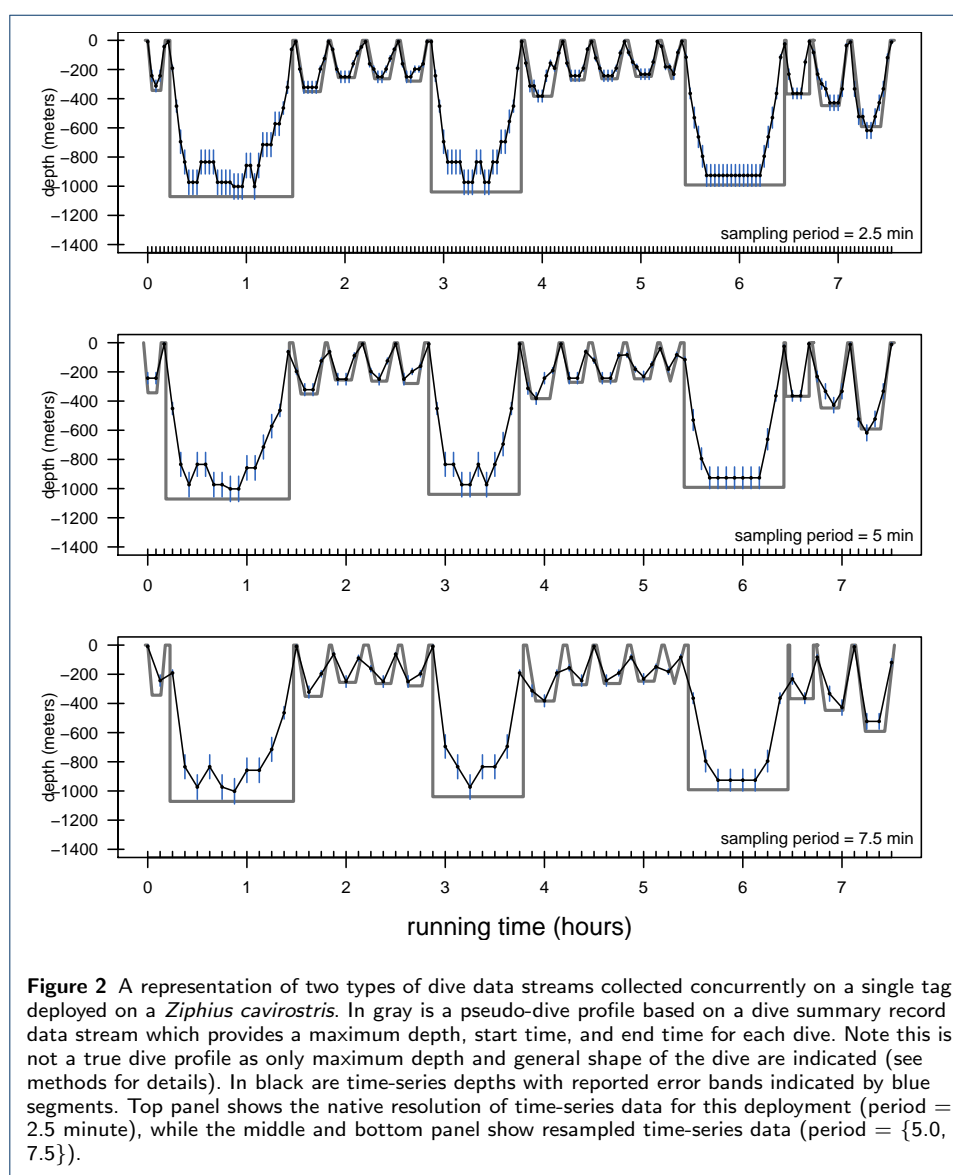 0
−200
−400
−600
−800
−1000
−1200
−1400
depth (meters)
sampling period = 2.5 min
0 1 2 3 4 5 6 7
0
−200
−400
−600
−800
−1000
−1200
−1400
depth (meters)
sampling period = 5 min
0 1 2 3 4 5 6 7
0
−200
−400
−600
−800
−1000
−1200
−1400
depth (meters)
sampling period = 7.5 min
0 1 2 3 4 5 6 7
running time (hours)
Figure 2 A representation of two types of dive data streams collected concurrently on a single tag
deployed on a Ziphius cavirostris. In gray is a pseudo-dive profile based on a dive summary record
data stream which provides a maximum depth, start time, and end time for each dive. Note this is
not a true dive profile as only maximum depth and general shape of the dive are indicated (see
methods for details). In black are time-series depths with reported error bands indicated by blue
segments. Top panel shows the native resolution of time-series data for this deployment (period =
2.5 minute), while the middle and bottom panel show resampled time-series data (period = {5.0,
7.5}).